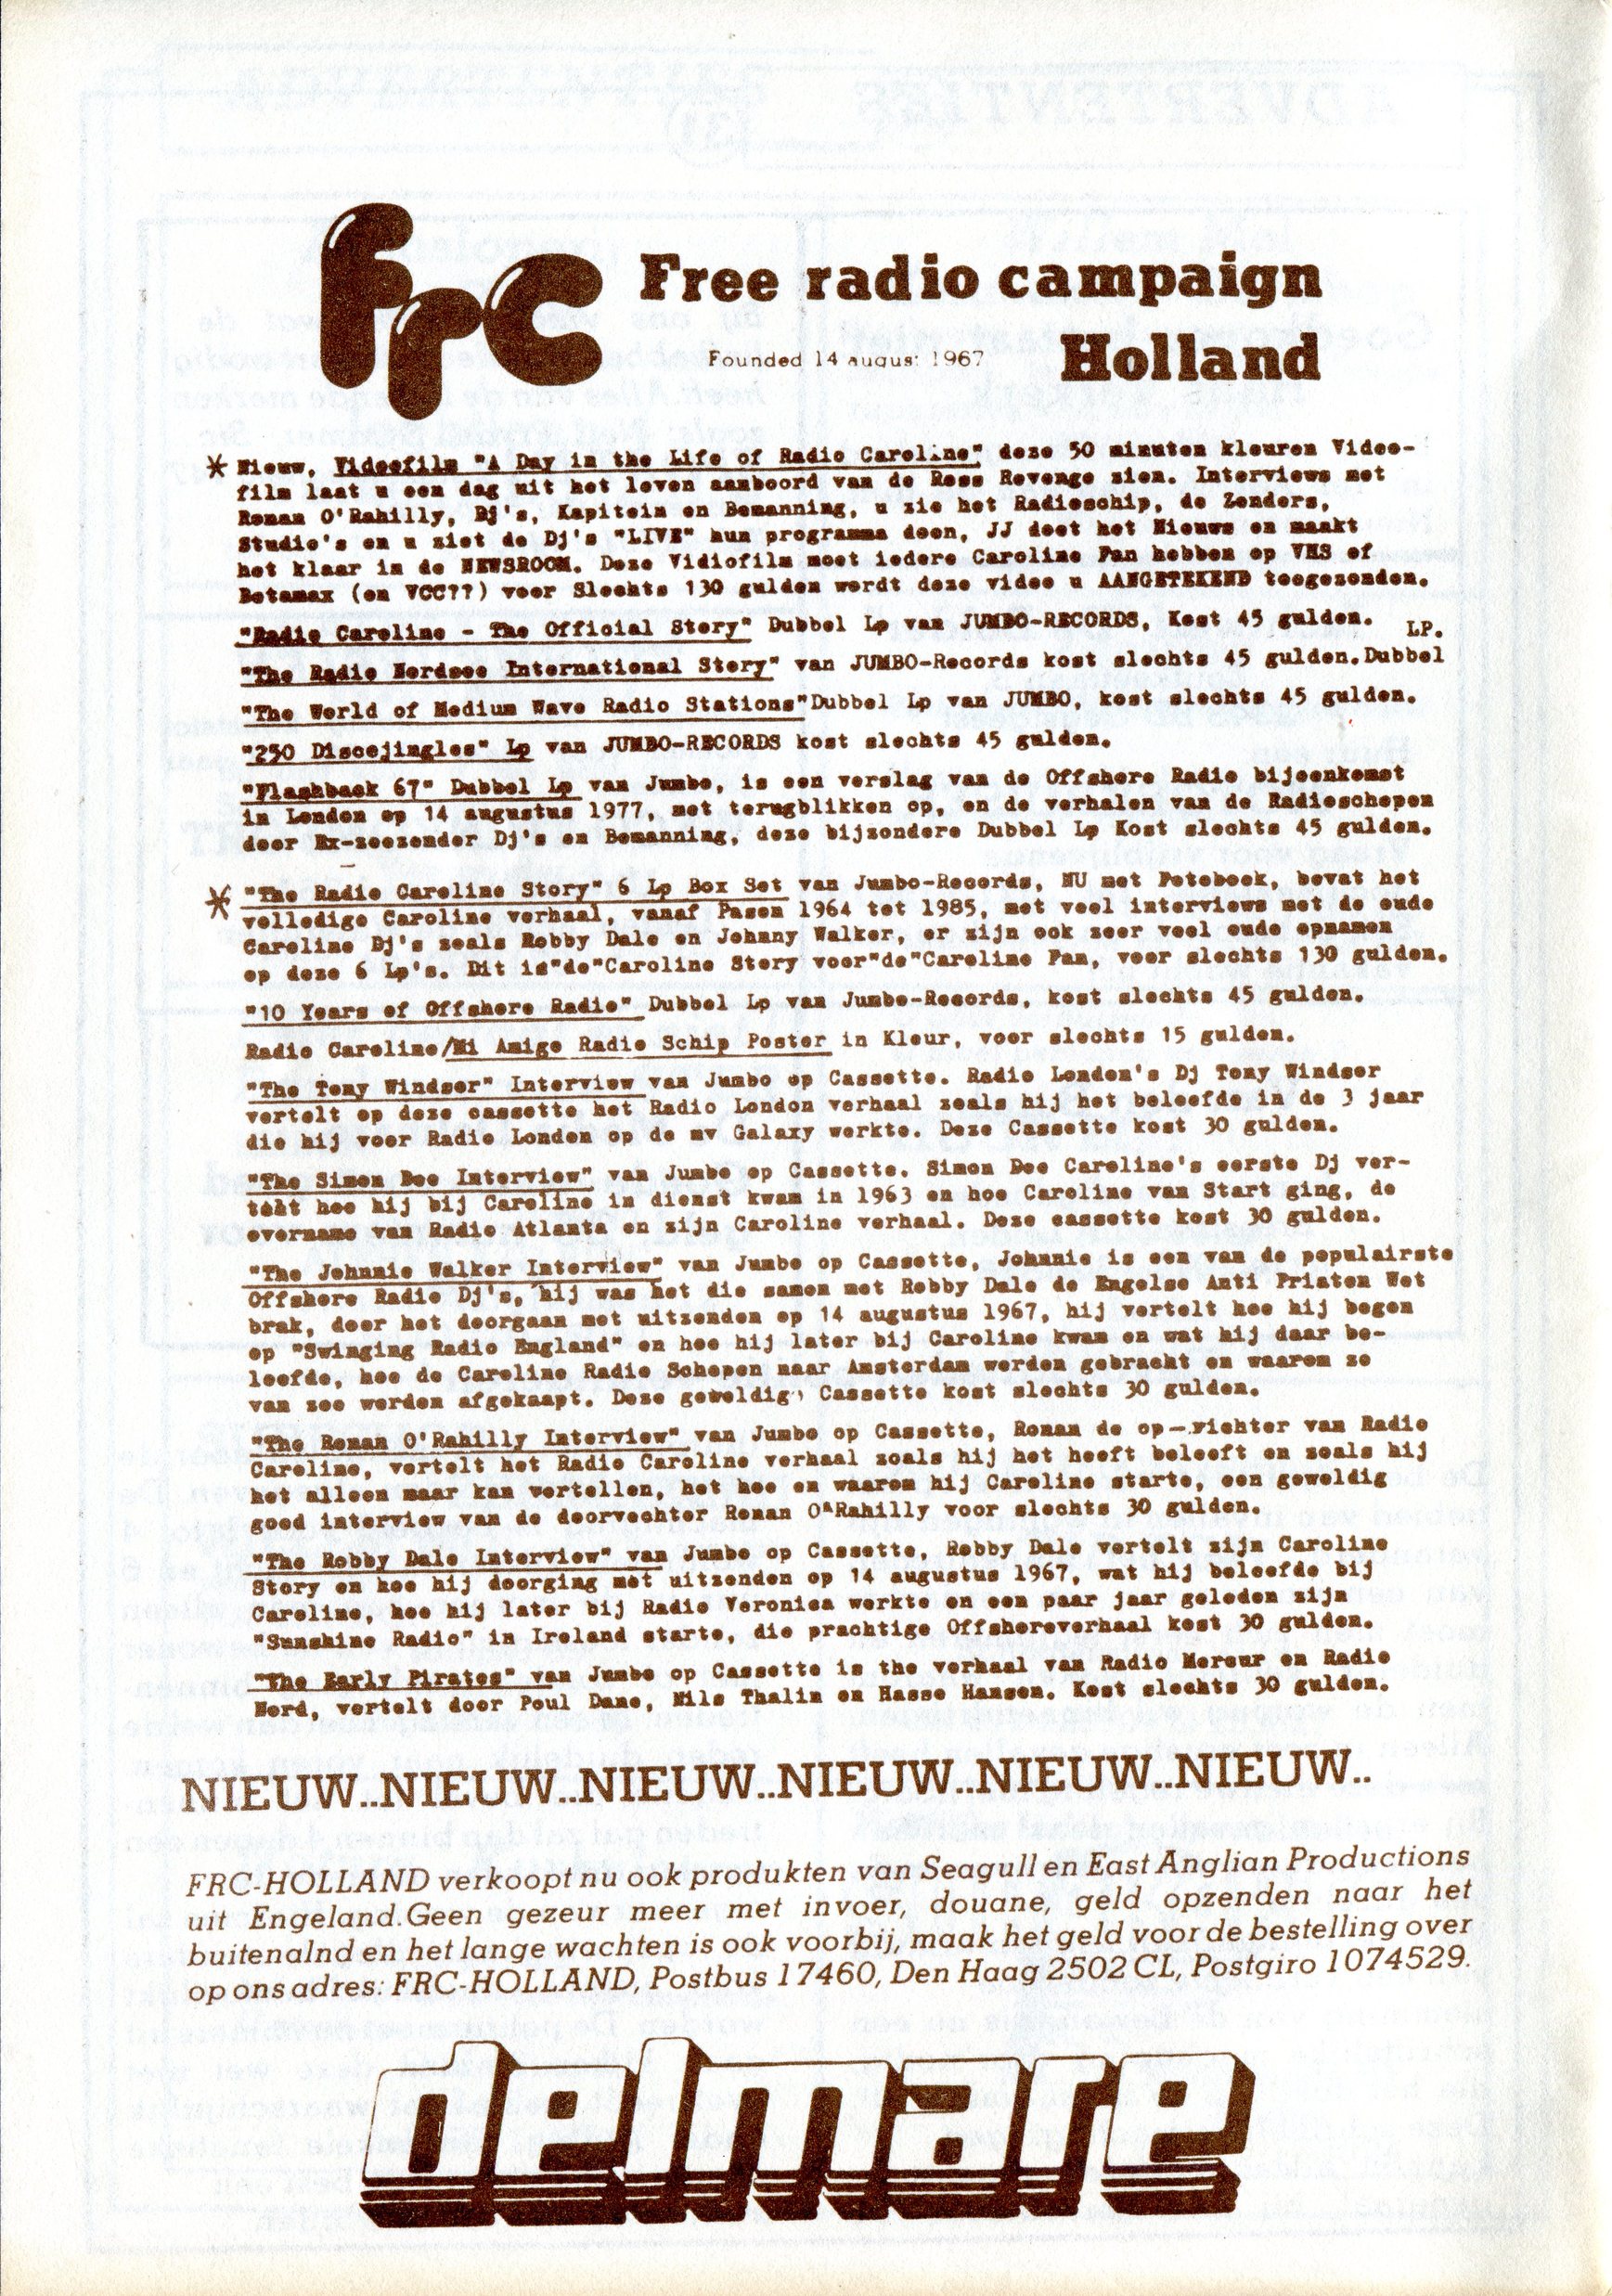 frc Free radio campaign
Founded 14 august 1967 Holland
* Nieuw, Videofilm "A Day in the Life of Radio Caroline" deze 50 minuten kleuren Video-
film laat u een dag uit het leven aanboord van de Ross Revenge zien. Interviews met
Ronan O'Rahilly, Dj's, Kapitein en Bemanning, u zie het Radioschip, de Zenders,
Studio's en u ziet de Dj's "LIVE" hun programma doen, JJ doet het Nieuws en maakt
het klaar in de NEWSROOM. Deze Vidiofilm moet iedere Caroline Fan hebben op VHS of
Betamax (en VCC??) voor Slechts 130 gulden wordt deze video u AANGETEKEND toegezonden.
"Radio Caroline - The Official Story" Dubbel Lp van JUMBO-RECORDS, Kost 45 gulden.
LP.
"The Radio Nordsee International Story" van JUMBO-Records kost slechts 45 gulden.Dubbel
"The World of Medium Wave Radio Stations"Dubbel Lp van JUMBO, kost slechts 45 gulden.
"250 Discojingles" Lp van JUMBO-RECORDS kost slechts 45 gulden.
"Flashback 67" Dubbel Lp van Jumbo, is een verslag van de Offshore Radio bijeenkomst
in London op 14 augustus 1977, met terugblikken op, en de verhalen van de Radioschepen
door Ex-zeezender Dj's en Bemanning, deze bijzondere Dubbel Lp Kost slechts 45 gulden.
* "The Radio Caroline Story" 6 Lp Box Set van Jumbo-Records, NU met Fotoboek, bevat het
volledige Caroline verhaal, vanaf Pasen 1964 tot 1985, met veel interviews met de oude
Caroline Dj's zoals Robby Dale en Johnny Walker, er zijn ook zeer veel oude opnamen
op deze 6 Lp's. Dit is"de"Caroline Story voor"de"Caroline Fan, voor slechts 130 gulden.
"10 Years of Offshore Radio" Dubbel Lp van Jumbo-Records, kost slechts 45 gulden.
Radio Caroline/Mi Amigo Radio Schip Poster in Kleur, voor slechts 15 gulden.
"The Tony Windsor" Interview van Jumbo op Cassette. Radio London's Dj Tony Windsor
vertelt op deze cassette het Radio London verhaal zoals hij het beleefde in de 3 jaar
die hij voor Radio London op de mv Galaxy werkte. Deze Cassette kost 30 gulden.
"The Simon Dee Interview" van Jumbo op Cassette. Simon Dee Caroline's eerste Dj ver-
telt hoe hij bij Caroline in dienst kwam in 1963 en hoe Caroline van Start ging, de
overname van Radio Atlanta en zijn Caroline verhaal. Deze cassette kost 30 gulden.
"The Johnnie Walker Interview" van Jumbo op Cassette, Johnnie is een van de populairste
Offshore Radio Dj's, hij was het die samen met Robby Dale de Engelse Anti Priaten Wet
brak, door het doorgaan met uitzenden op 14 augustus 1967, hij vertelt hoe hij begon
op "Swinging Radio England" en hoe hij later bij Caroline kwam en wat hij daar be-
leefde, hoe de Caroline Radio Schepen naar Amsterdam werden gebracht en waarom ze
van zee werden afgekaapt. Deze geweldig Cassette kost slechts 30 gulden.
"The Ronan O'Rahilly Interview" van Jumbo op Cassette, Ronan de op-richter van Radio
Caroline, vertelt het Radio Caroline verhaal zoals hij het heeft beleeft en zoals hij
het alleen maar kan vertellen, het hoe en waarom hij Caroline starte, een geweldig
goed interview van de doorvechter Ronan O'Rahilly voor slechts 30 gulden.
"The Robby Dale Interview" van Jumbo op Cassette, Robby Dale vertelt zijn Caroline
Story en hoe hij doorging met uitzenden op 14 augustus 1967, wat hij beleefde bij
Caroline, hoe hij later bij Radio Veronica werkte en een paar jaar geleden zijn
"Sunshine Radio" in Ireland starte, die prachtige Offshoreverhaal kost 30 gulden.
"The Early Pirates" van Jumbo op Cassette is the verhaal van Radio Mercur en Radio
Nord, vertelt door Poul Dane, Nils Thalin en Hasse Hansen. Kost slechts 30 gulden.
NIEUW..NIEUW..NIEUW..NIEUW..NIEUW..NIEUW..
FRC-HOLLAND verkoopt nu ook produkten van Seagull en East Anglian Productions
uit Engeland.Geen gezeur meer met invoer, douane, geld opzenden naar het
buitenalnd en het lange wachten is ook voorbij, maak het geld voor de bestelling over
op ons adres: FRC-HOLLAND, Postbus 17460, Den Haag 2502 CL, Postgiro 1074529.
delmare